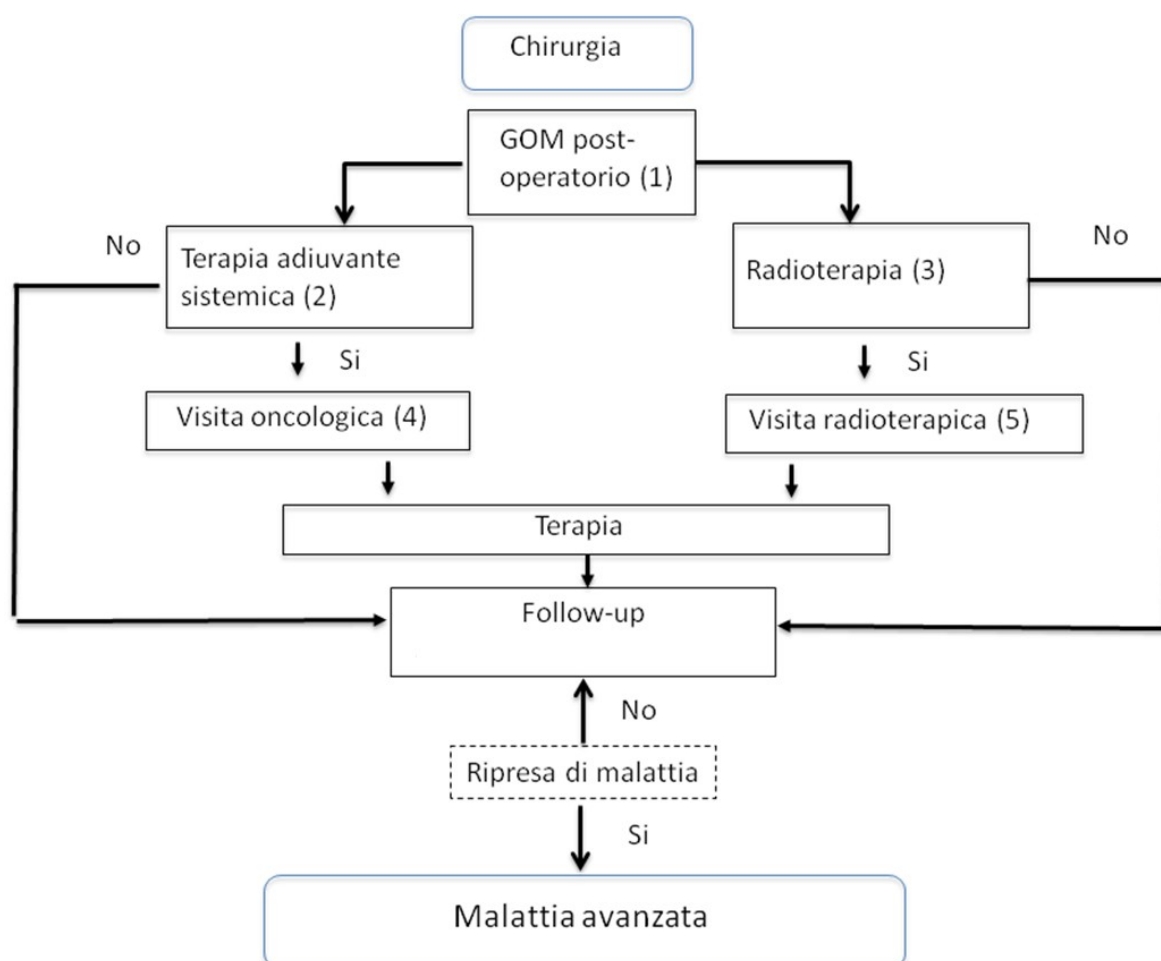 Chirurgia
GOM post-
operatorio (1)
No
Terapia adiuvante
sistemica (2)
Radioterapia (3)
No
Si
Si
Visita oncologica (4)
Visita radioterapica (5)
Terapia
Follow-up
No
Ripresa di malattia
Si
Malattia avanzata